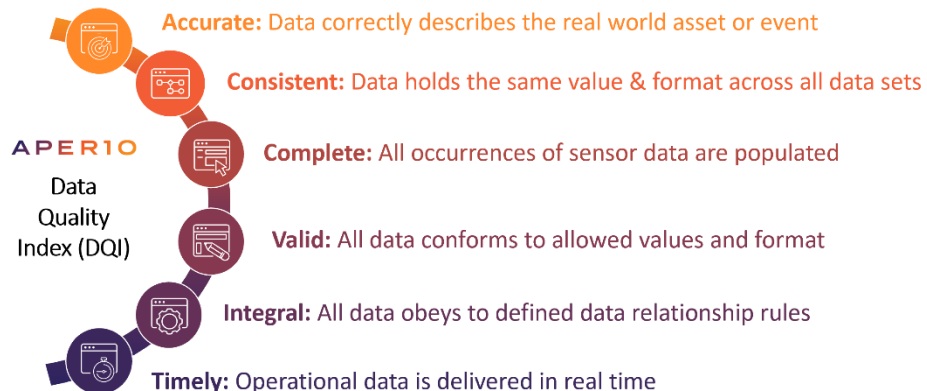 Accurate: Data correctly describes the real world asset or event
Consistent: Data holds the same value & format across all data sets
APER1O
Data
Quality
Index (DQI)
Complete: All occurrences of sensor data are populated
Valid: All data conforms to allowed values and format
Integral: All data obeys to defined data relationship rules
Timely: Operational data is delivered in real time